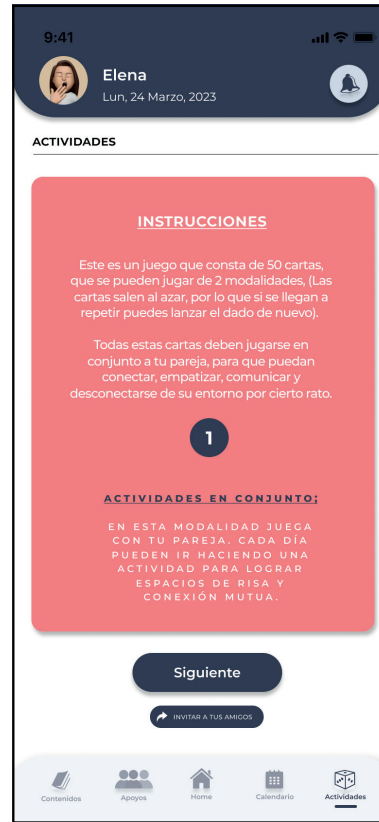 9:41
Elena
Lun, 24 Marzo, 2023
ACTIVIDADES
INSTRUCCIONES
Este es un juego que consta de 50 cartas,
que se pueden jugar de 2 modalidades, (Las
cartas salen al azar, por lo que si se llegan a
repetir puedes lanzar el dado de nuevo).
Todas estas cartas deben jugarse en
conjunto a tu pareja, para que puedan
conectar, empatizar, comunicar y
desconectarse de su entorno por cierto rato.
1
ACTIVIDADES EN CONJUNTO;
EN ESTA MODALIDAD JUEGA
CON TU PAREJA. CADA DÍA
PUEDEN IR HACIENDO UNA
ACTIVIDAD PARA LOGRAR
ESPACIOS DE RISA Y
CONEXIÓN MUTUA.
Siguiente
INVITAR A TUS AMIGOS
Contenidos
Apoyos
Home
Calendario
Actividades